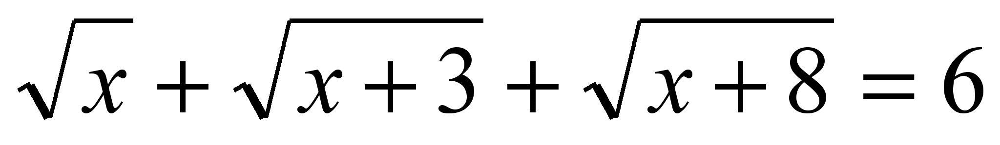 √x + √(x + 3) + √(x + 8) = 6